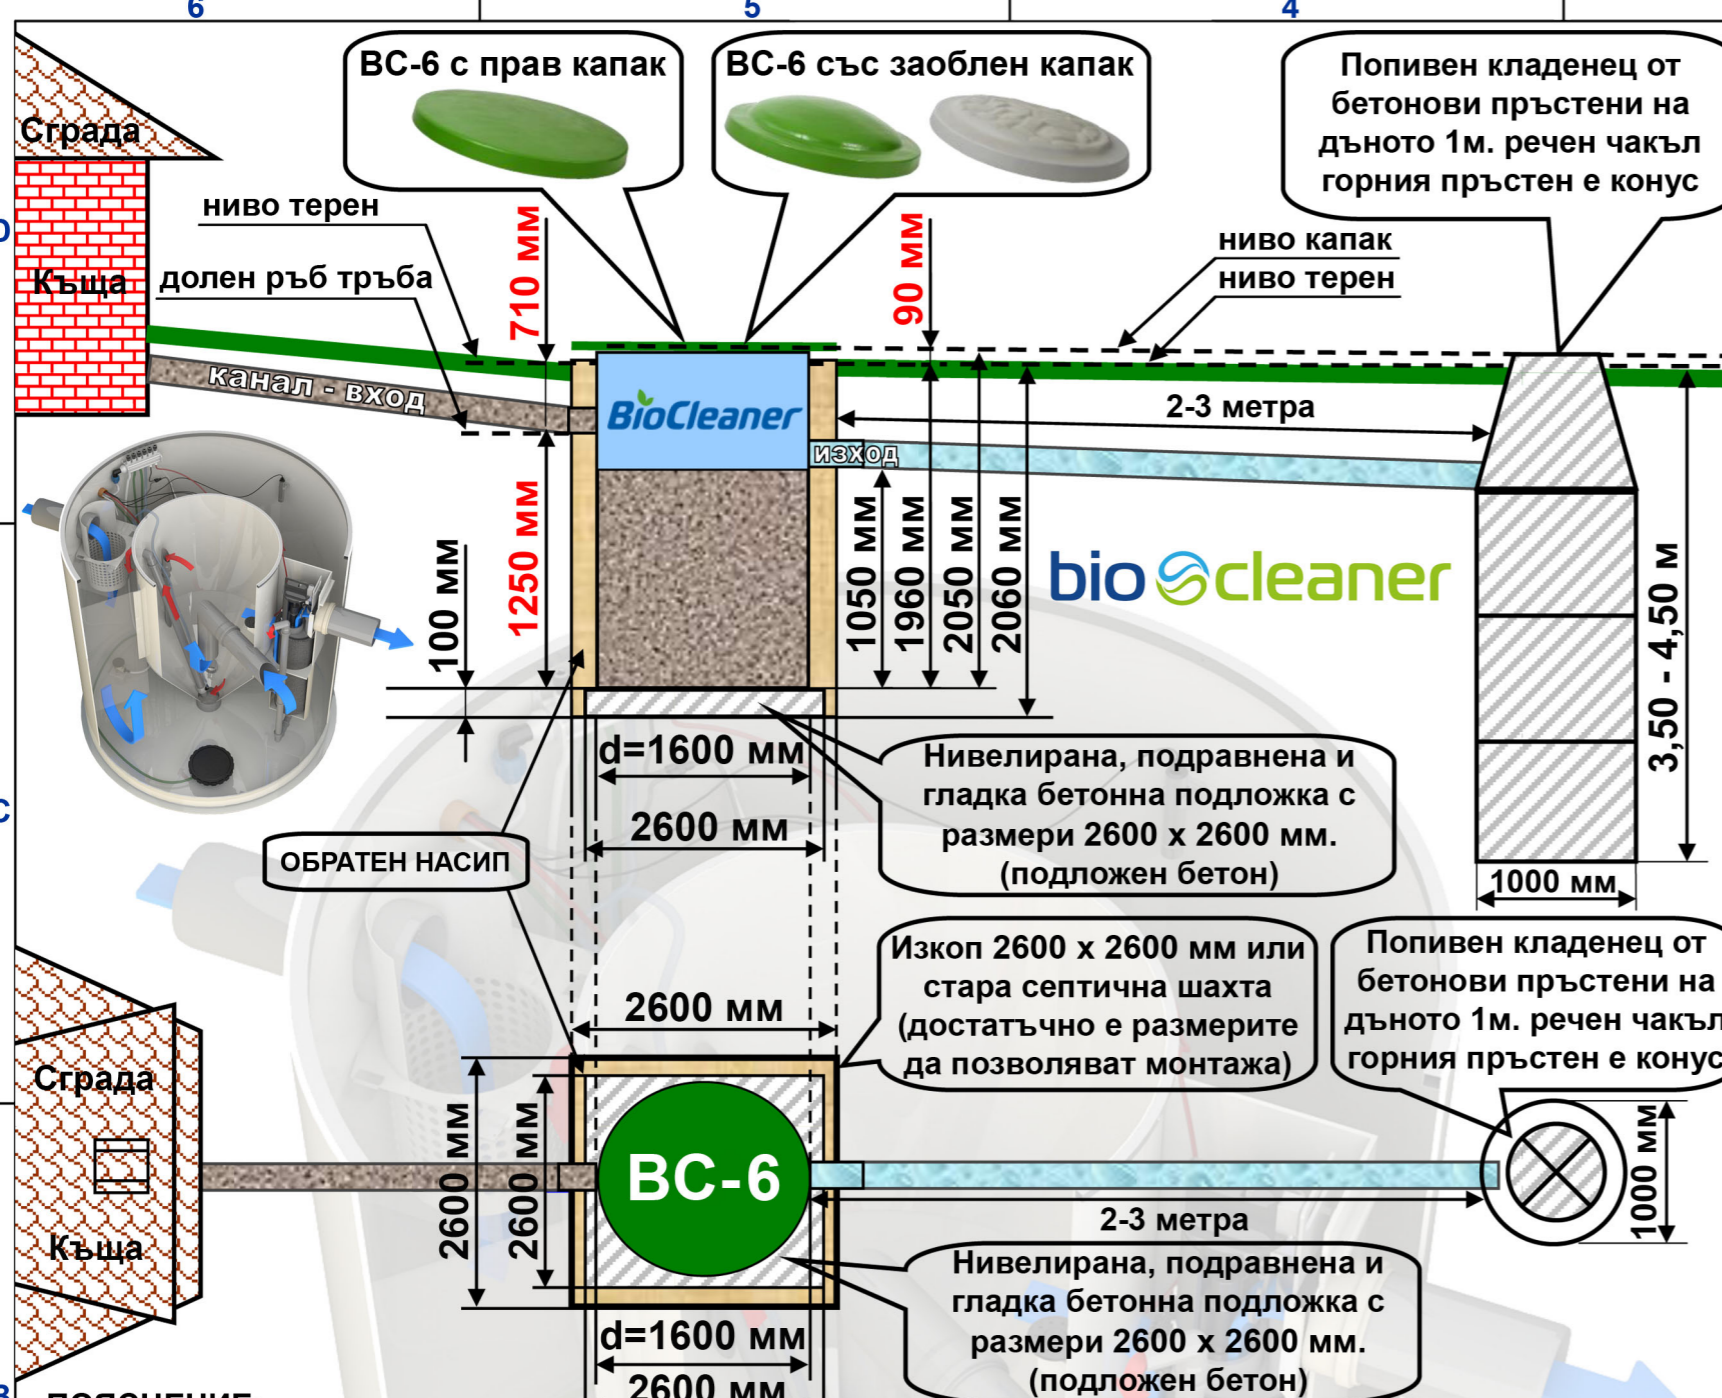 6
5
4
ВС-6 с прав капак
ВС-6 със заоблен капак
Попивен кладенец от
бетонови пръстени на
дъното 1м. речен чакъл
горния пръстен е конус
Сграда
Къща
D
ниво терен
долен ръб тръба
710 мм
90 мм
ниво капак
ниво терен
канал - вход
BioCleaner
изход
2-3 метра
1250 мм
100 мм
1050 мм
1960 мм
2050 мм
2060 мм
bio cleaner
3,50 - 4,50 м
d=1600 мм
2600 мм
Нивелирана, подравнена и
гладка бетонна подложка с
размери 2600 х 2600 мм.
(подложен бетон)
C
ОБРАТЕН НАСИП
1000 мм
Изкоп 2600 х 2600 мм или
стара септична шахта
(достатъчно е размерите
да позволяват монтажа)
Попивен кладенец от
бетонови пръстени на
дъното 1м. речен чакъл
горния пръстен е конус
2600 мм
Сграда
Къща
2600 мм
2600 мм
ВС-6
2-3 метра
1000 мм
Нивелирана, подравнена и
гладка бетонна подложка с
размери 2600 х 2600 мм.
(подложен бетон)
d=1600 мм
2600 мм
B